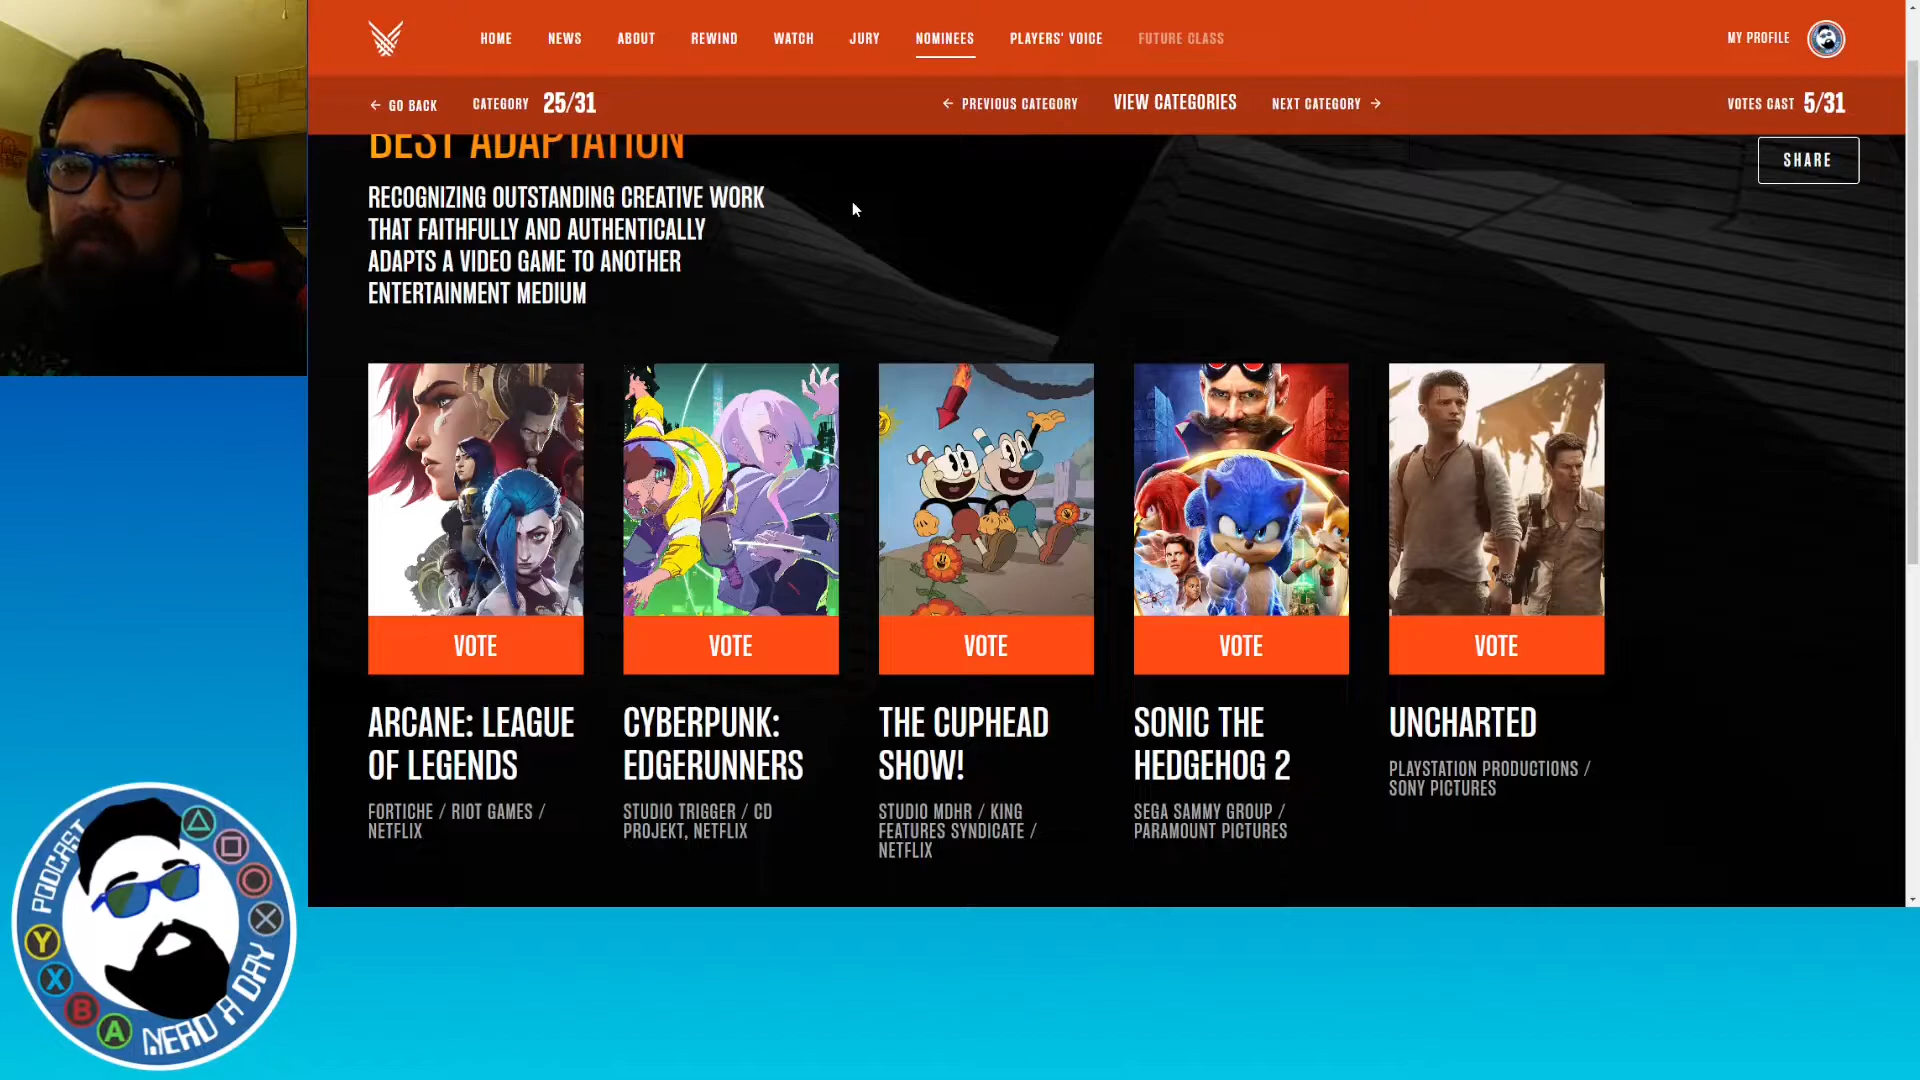 HOME NEWS ABOUT REWIND WATCH JURY NOMINEES PLAYERS' VOICE FUTURE CLASS MY PROFILE
GO BACK CATEGORY 25/31 PREVIOUS CATEGORY VIEW CATEGORIES NEXT CATEGORY VOTES CAST 5/31
BEST ADAPTATION
SHARE
RECOGNIZING OUTSTANDING CREATIVE WORK
THAT FAITHFULLY AND AUTHENTICALLY
ADAPTS A VIDEO GAME TO ANOTHER
ENTERTAINMENT MEDIUM
VOTE VOTE VOTE VOTE VOTE
ARCANE: LEAGUE
OF LEGENDS
FORTICHE / RIOT GAMES /
NETFLIX
CYBERPUNK:
EDGERUNNERS
STUDIO TRIGGER / CD
PROJEKT, NETFLIX
THE CUPHEAD
SHOW!
STUDIO MDHR / KING
FEATURES SYNDICATE /
NETFLIX
SONIC THE
HEDGEHOG 2
SEGA SAMMY GROUP /
PARAMOUNT PICTURES
UNCHARTED
PLAYSTATION PRODUCTIONS /
SONY PICTURES
PODCAST
Y
X
B
A
NERD A DAY